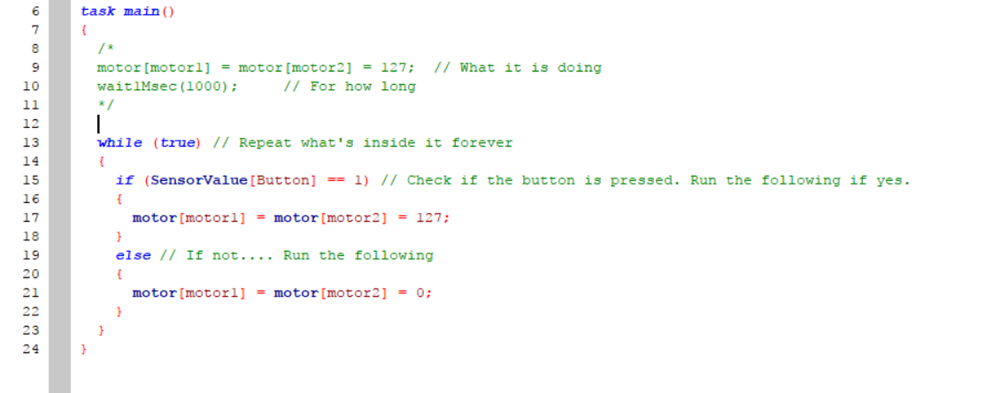 6 task main()
7 {
8 /*
9 motor[motor1] = motor[motor2] = 127; // What it is doing
10 wait1Msec(1000); // For how long
11 */
12
13 while (true) // Repeat what's inside it forever
14 {
15 if (SensorValue[Button] == 1) // Check if the button is pressed. Run the following if yes.
16 {
17 motor[motor1] = motor[motor2] = 127;
18 }
19 else // If not.... Run the following
20 {
21 motor[motor1] = motor[motor2] = 0;
22 }
23 }
24 }